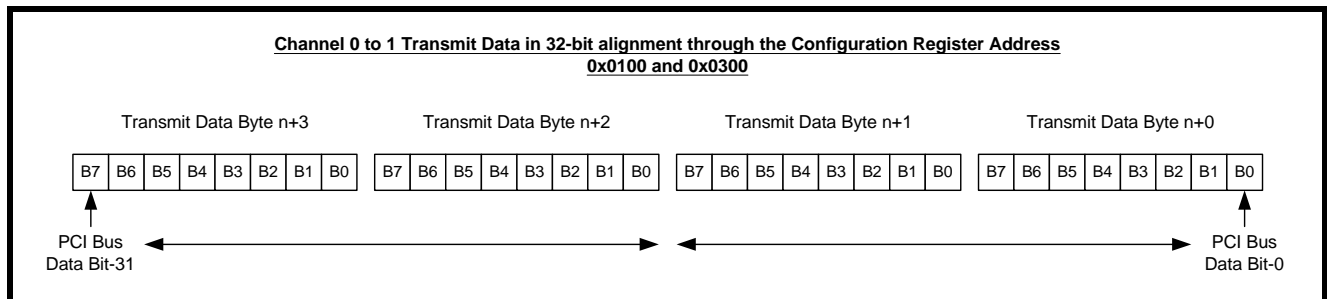 Channel 0 to 1 Transmit Data in 32-bit alignment through the Configuration Register Address
0x0100 and 0x0300
Transmit Data Byte n+3 Transmit Data Byte n+2 Transmit Data Byte n+1 Transmit Data Byte n+0
B7 B6 B5 B4 B3 B2 B1 B0 B7 B6 B5 B4 B3 B2 B1 B0 B7 B6 B5 B4 B3 B2 B1 B0 B7 B6 B5 B4 B3 B2 B1 B0
PCI Bus PCI Bus
Data Bit-31 Data Bit-0